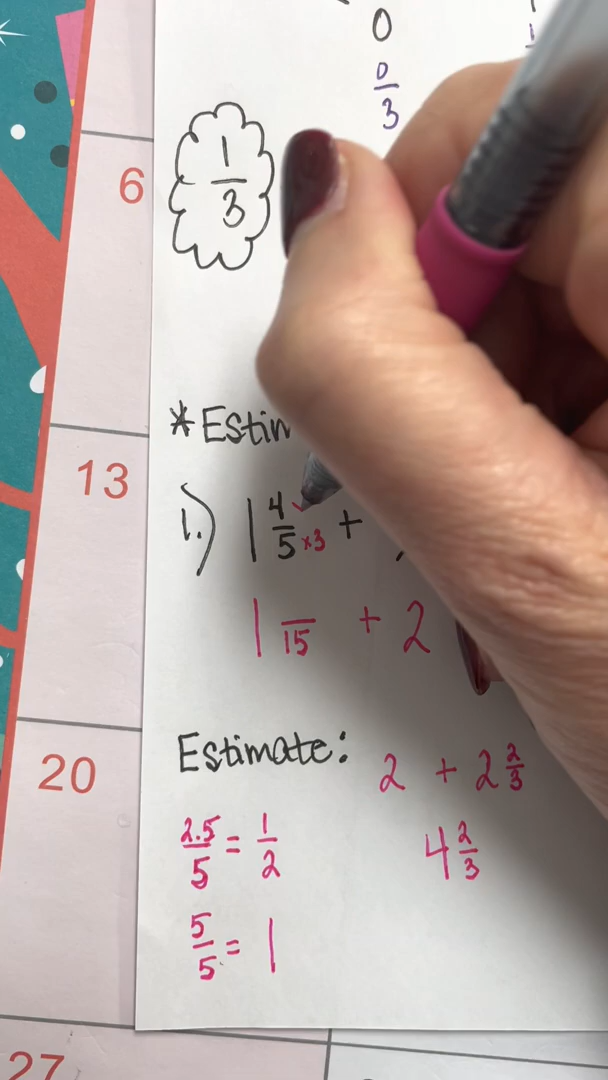 0
0/3
6
1/3
*Estim
13
1.) 1 4/5 x3 +
1 /15 + 2
Estimate: 2 + 2 2/3
20
2.5/5 = 1/2
4 2/3
5/5 = 1
27